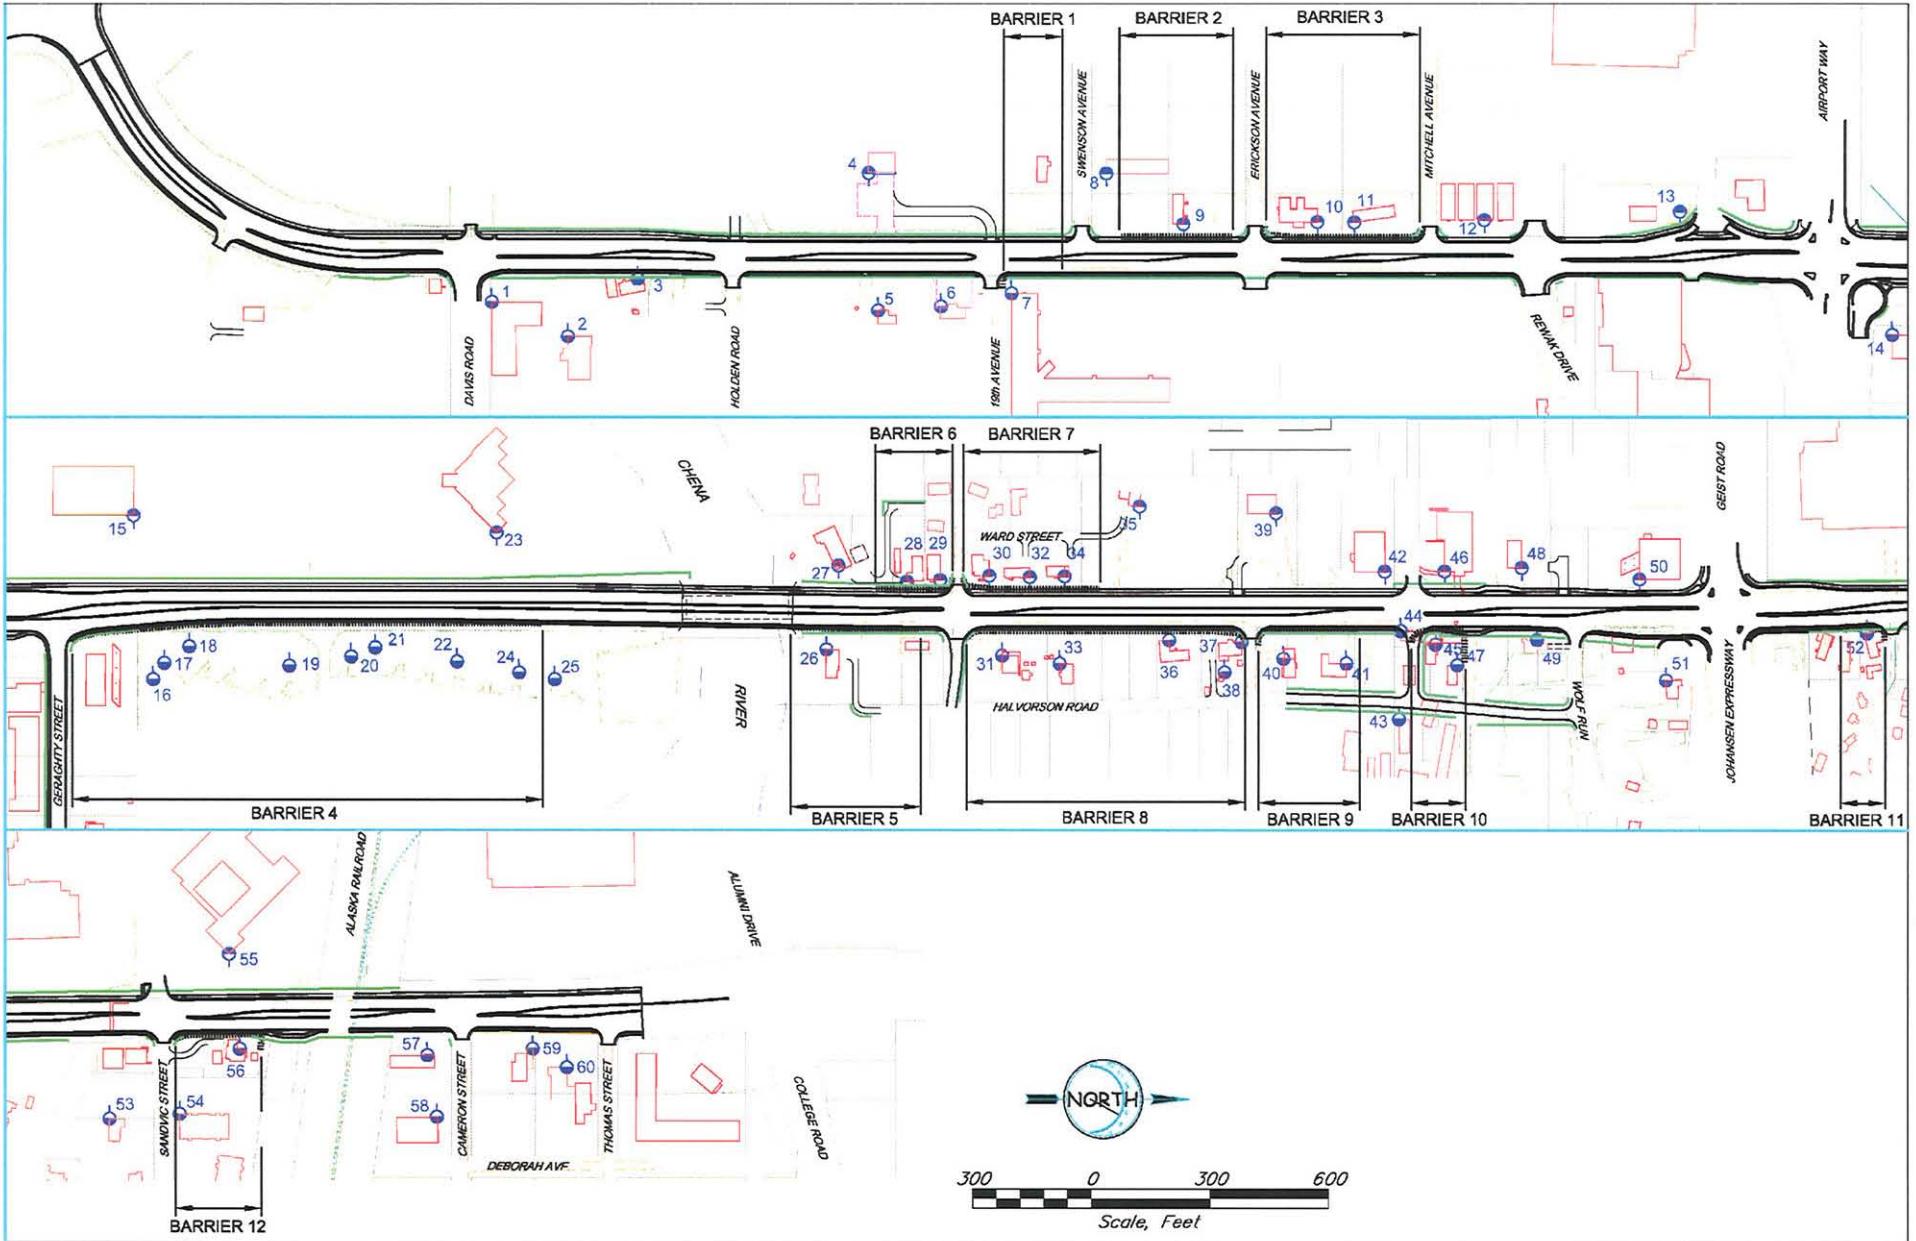 BARRIER 1
BARRIER 2
BARRIER 3
SWENSON AVENUE
ERICKSON AVENUE
MITCHELL AVENUE
AIRPORT WAY
4
8
9
10
11
12
13
1
2
3
5
6
7
14
DAVIS ROAD
HOLDEN ROAD
19th AVENUE
REWAK DRIVE
BARRIER 6
BARRIER 7
CHENA
GEIST ROAD
15
23
27
28
29
WARD STREET
30
32
34
35
39
42
46
48
50
44
16
17
18
19
20
21
22
24
25
26
31
33
36
37
38
40
41
43
45
47
49
51
52
GERAGHTY STREET
RIVER
HALVORSON ROAD
WOLF RUN
JOHANSEN EXPRESSWAY
BARRIER 4
BARRIER 5
BARRIER 8
BARRIER 9
BARRIER 10
BARRIER 11
ALASKA RAILROAD
ALUMNI DRIVE
55
56
57
59
60
53
54
58
SANDVIC STREET
CAMERON STREET
THOMAS STREET
COLLEGE ROAD
DEBORAH AVE
BARRIER 12
NORTH
300 0 300 600
Scale, Feet